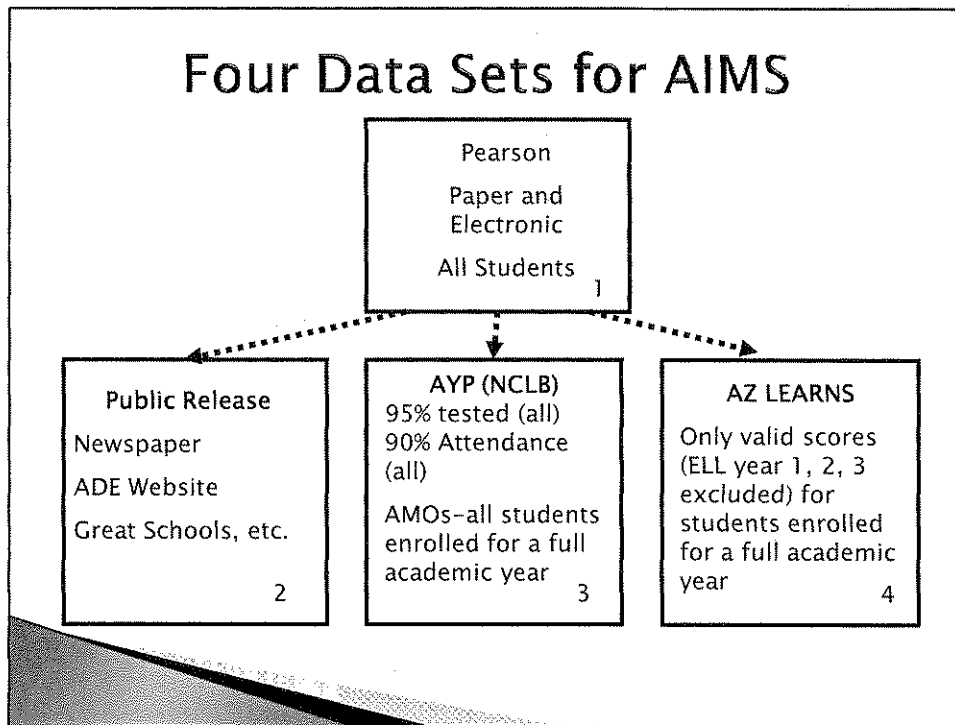 Four Data Sets for AIMS
Pearson
Paper and
Electronic
All Students
1
Public Release
Newspaper
ADE Website
Great Schools, etc.
2
AYP (NCLB)
95% tested (all)
90% Attendance
(all)
AMOs-all students
enrolled for a full
academic year
3
AZ LEARNS
Only valid scores
(ELL year 1, 2, 3
excluded) for
students enrolled
for a full academic
year
4